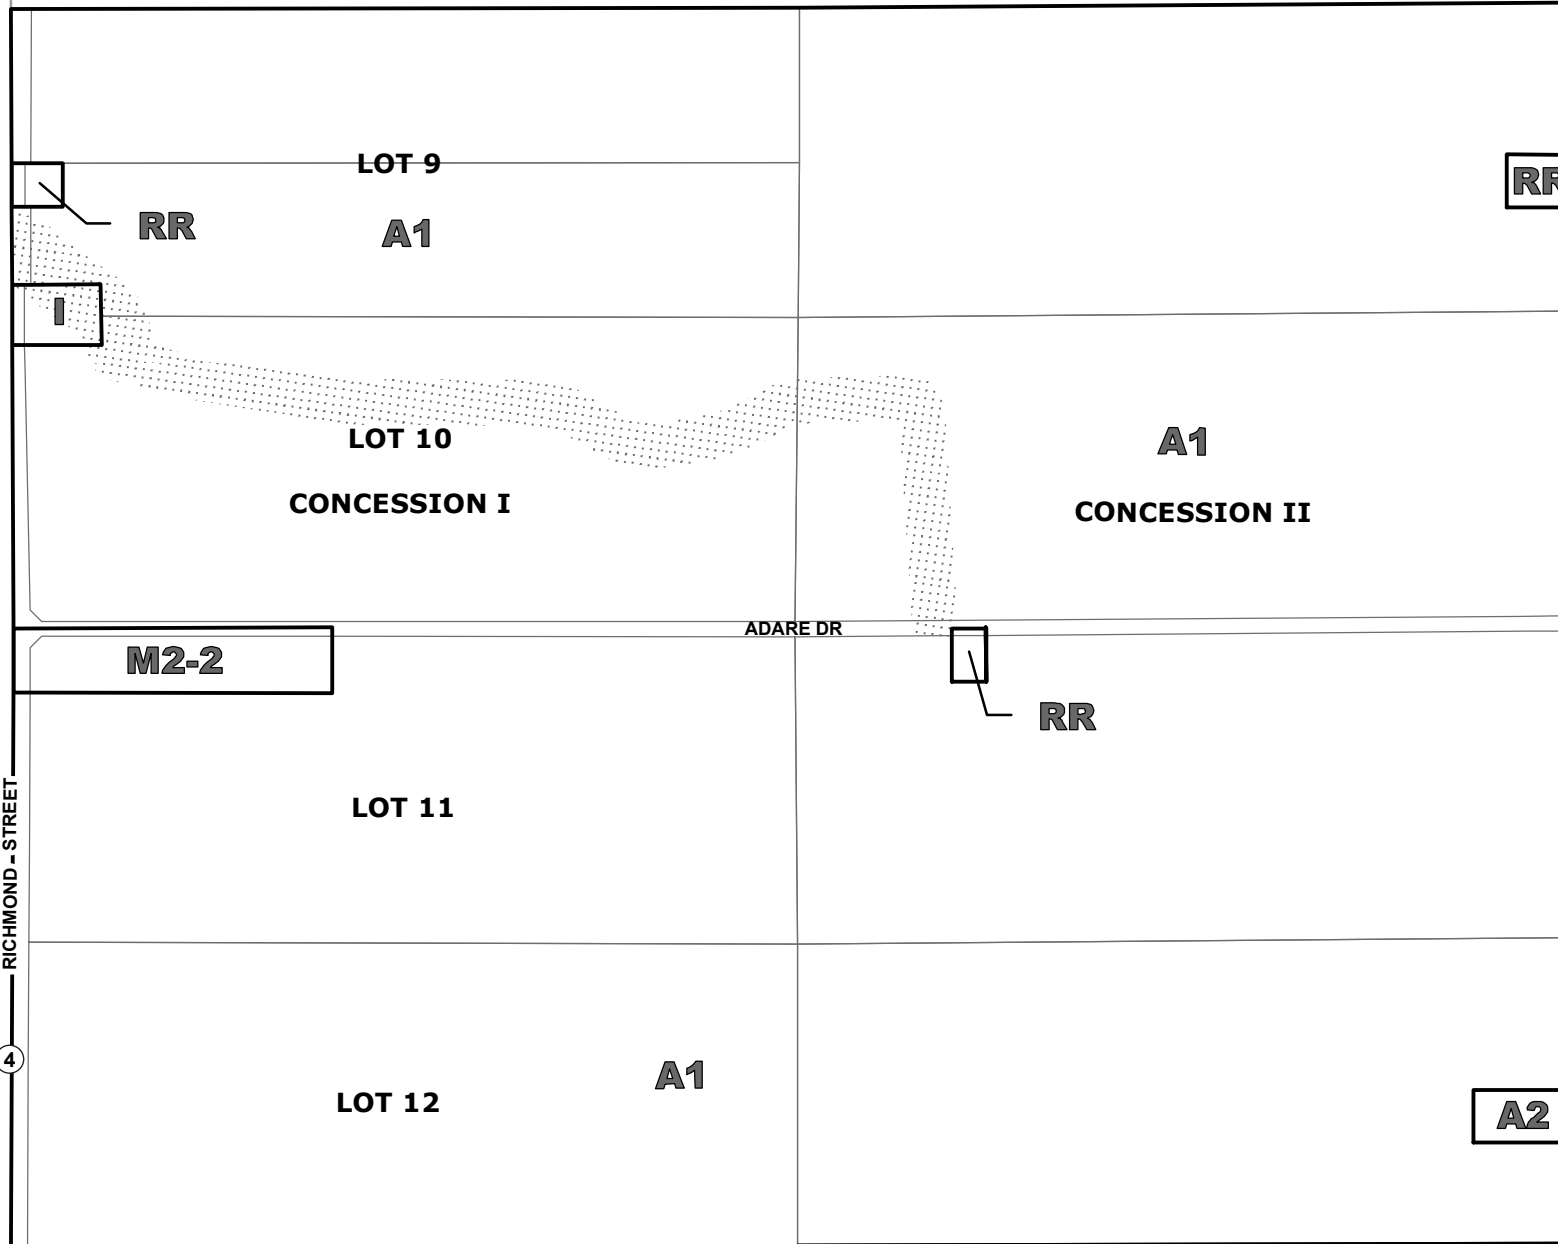 LOT 9
RR
RR
A1
I
LOT 10
A1
CONCESSION I
CONCESSION II
ADARE DR
M2-2
RR
LOT 11
RICHMOND - STREET
4
A1
LOT 12
A2